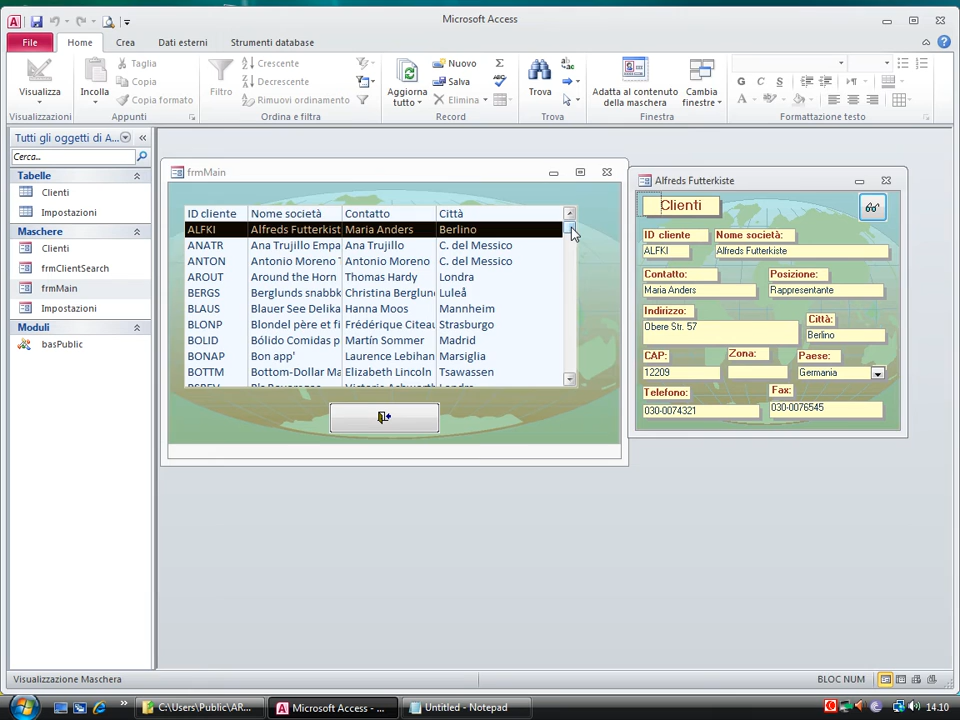 Microsoft Access
File Home Crea Dati esterni Strumenti database
Visualizza
Visualizzazioni
Incolla
Taglia
Copia
Copia formato
Appunti
Filtro
Crescente
Decrescente
Rimuovi ordinamento
Ordina e filtra
Aggiorna
tutto
Nuovo
Salva
Elimina
Record
Trova
Trova
Adatta al contenuto
della maschera
Cambia
finestre
Finestra
G C S
A
Formattazione testo
Tutti gli oggetti di A...
Cerca...
Tabelle
Clienti
Impostazioni
Maschere
Clienti
frmClientSearch
frmMain
Impostazioni
Moduli
basPublic
frmMain
ID cliente Nome società Contatto Città
ALFKI Alfreds Futterkist Maria Anders Berlino
ANATR Ana Trujillo Empa Ana Trujillo C. del Messico
ANTON Antonio Moreno T Antonio Moreno C. del Messico
AROUT Around the Horn Thomas Hardy Londra
BERGS Berglunds snabbk Christina Berglun Luleå
BLAUS Blauer See Delika Hanna Moos Mannheim
BLONP Blondel père et fi Frédérique Citeau Strasburgo
BOLID Bólido Comidas p Martín Sommer Madrid
BONAP Bon app' Laurence Lebihan Marsiglia
BOTTM Bottom-Dollar Ma Elizabeth Lincoln Tsawassen
Alfreds Futterkiste
Clienti
ID cliente Nome società:
ALFKI Alfreds Futterkiste
Contatto: Posizione:
Maria Anders Rappresentante
Indirizzo: Città:
Obere Str. 57 Berlino
CAP: Zona: Paese:
12209 Germania
Telefono: Fax:
030-0074321 030-0076545
Visualizzazione Maschera BLOC NUM
C:\Users\Public\AR... Microsoft Access - ... Untitled - Notepad 14.10